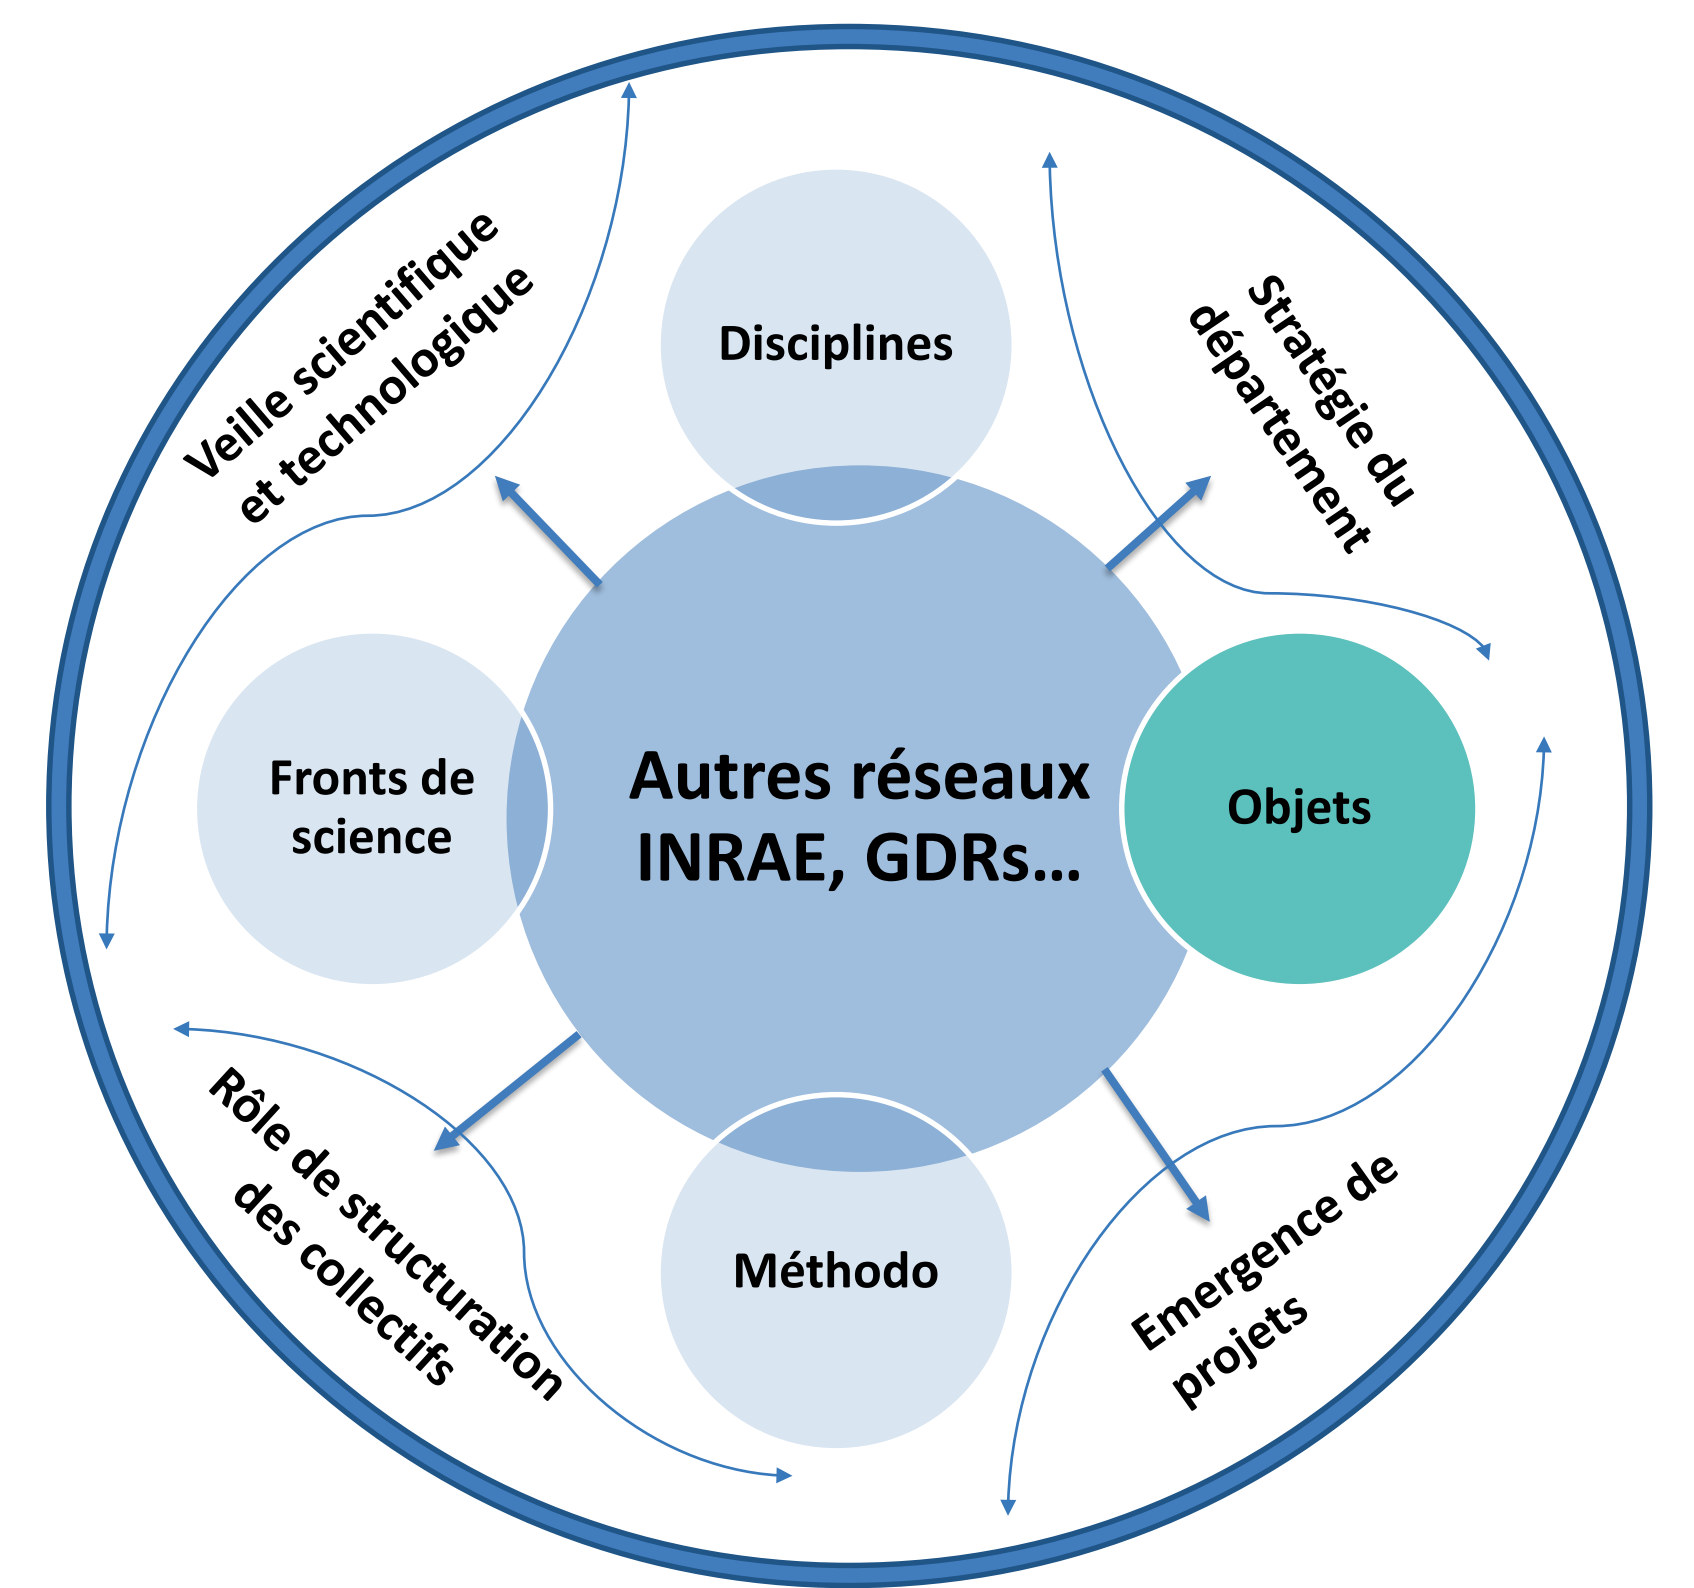 Veille scientifique
et technologique
Disciplines
Stratégie du
département
Fronts de
science
Autres réseaux
INRAE, GDRs...
Objets
Rôle de structuration
des collectifs
Méthodo
Emergence de
projets